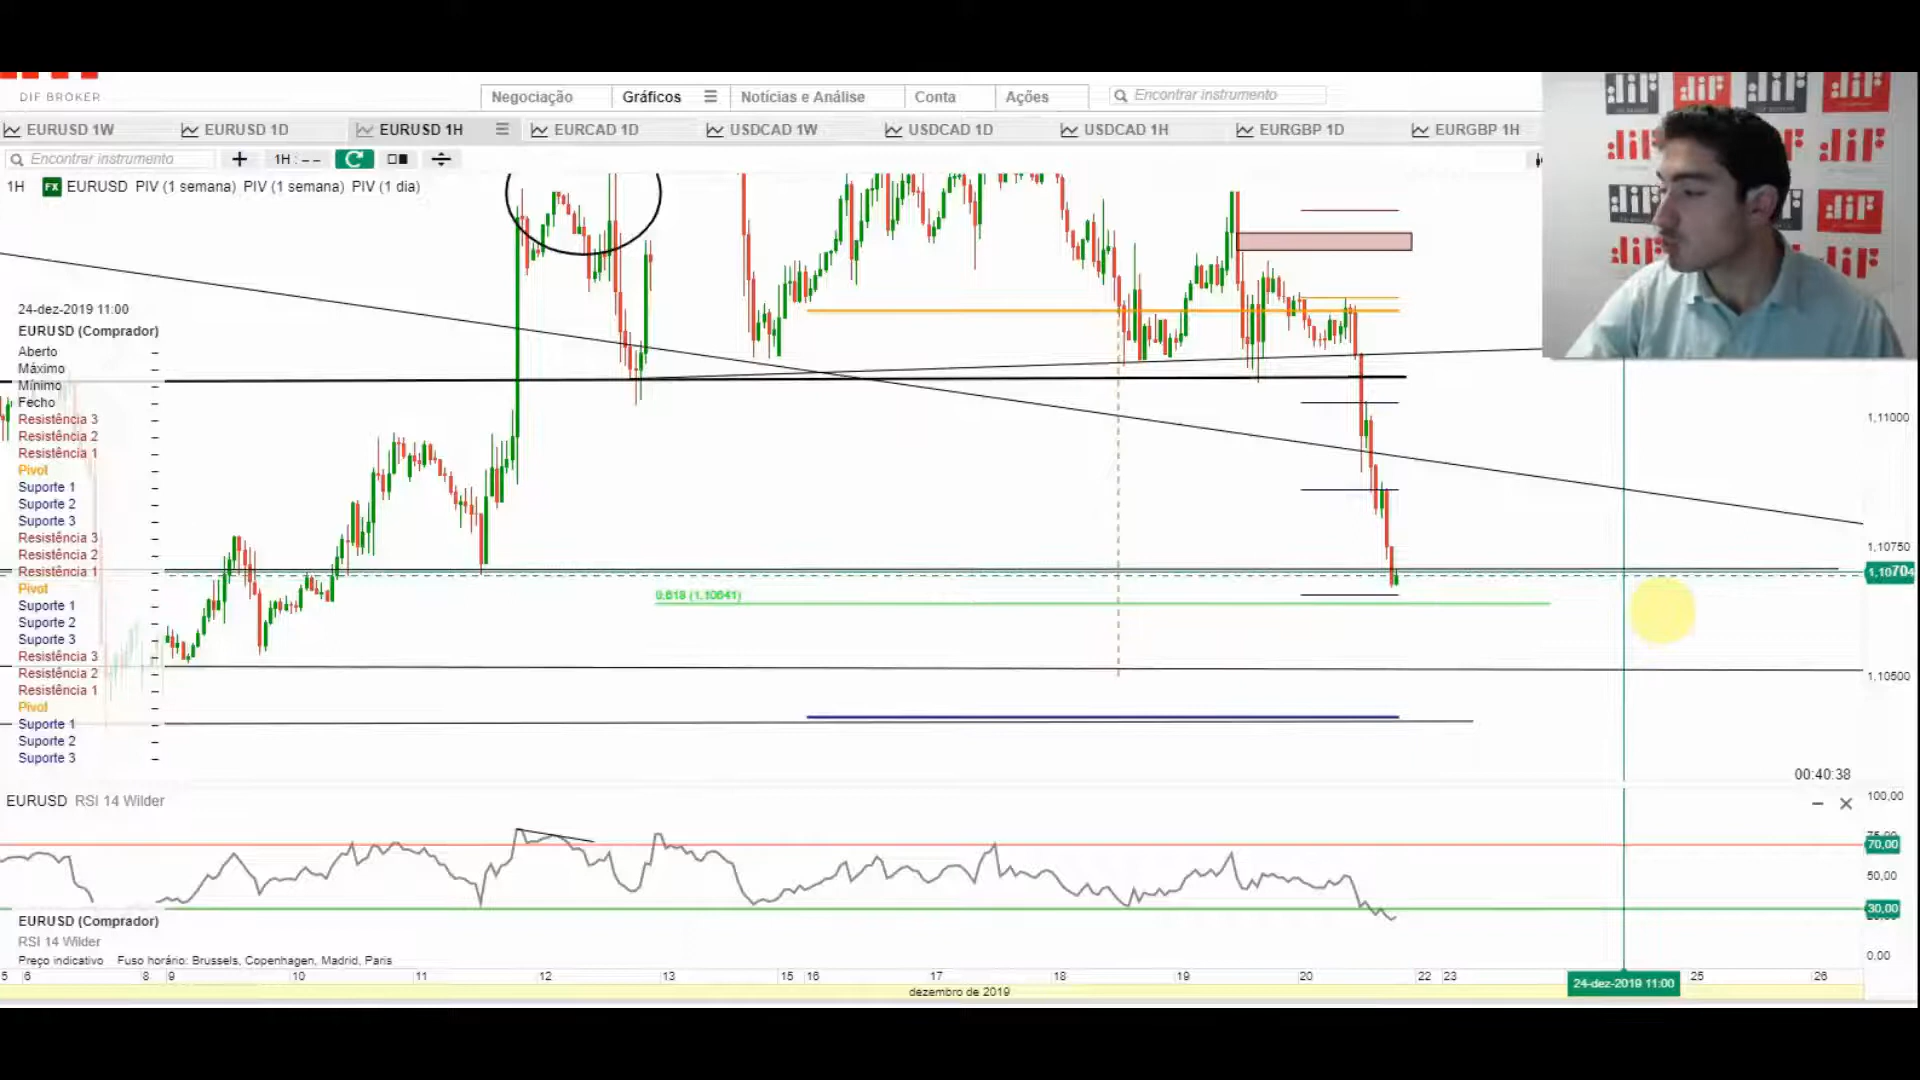 DIF BROKER
Negociação Gráficos Notícias e Análise Conta Ações Encontrar instrumento
EURUSD 1W EURUSD 1D EURUSD 1H EURCAD 1D USDCAD 1W USDCAD 1D USDCAD 1H EURGBP 1D EURGBP 1H
Encontrar instrumento 1H : – –
1H FX EURUSD PIV (1 semana) PIV (1 semana) PIV (1 dia)
24-dez-2019 11:00
EURUSD (Comprador)
Aberto –
Máximo –
Mínimo –
Fecho –
Resistência 3 –
Resistência 2 –
Resistência 1 –
Pivot –
Suporte 1 –
Suporte 2 –
Suporte 3 –
Resistência 3 –
Resistência 2 –
Resistência 1 –
Pivot –
Suporte 1 –
Suporte 2 –
Suporte 3 –
Resistência 3 –
Resistência 2 –
Resistência 1 –
Pivot –
Suporte 1 –
Suporte 2 –
Suporte 3 –
0.618 (1,10641)
1,11000
1,10750
1,10704
1,10500
00:40:38
EURUSD RSI 14 Wilder
100,00
75,00
70,00
50,00
30,00
0,00
EURUSD (Comprador)
RSI 14 Wilder
Preço indicativo Fuso horário: Brussels, Copenhagen, Madrid, Paris
5 6 8 9 10 11 12 13 15 16 17 18 19 20 22 23 24-dez-2019 11:00 25 26
dezembro de 2019
dif
dif
dif
dif